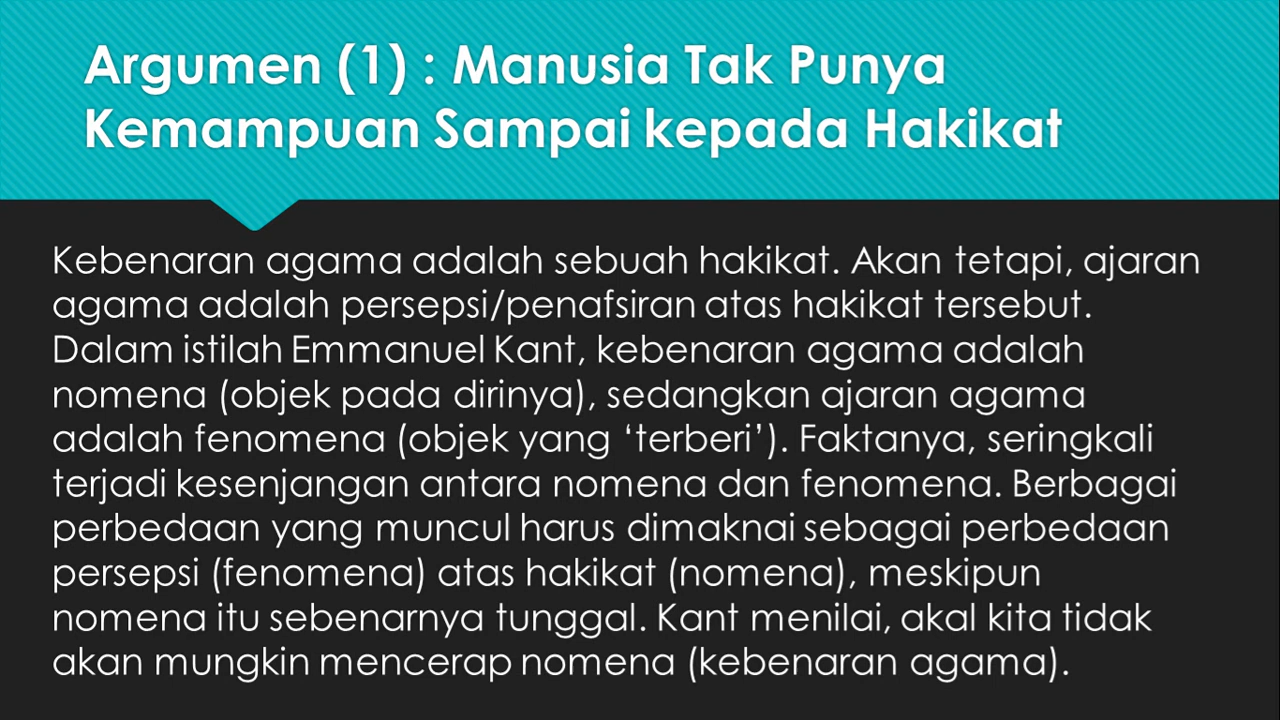 Argumen (1) : Manusia Tak Punya
Kemampuan Sampai kepada Hakikat
Kebenaran agama adalah sebuah hakikat. Akan tetapi, ajaran
agama adalah persepsi/penafsiran atas hakikat tersebut.
Dalam istilah Emmanuel Kant, kebenaran agama adalah
nomena (objek pada dirinya), sedangkan ajaran agama
adalah fenomena (objek yang ‘terberi’). Faktanya, seringkali
terjadi kesenjangan antara nomena dan fenomena. Berbagai
perbedaan yang muncul harus dimaknai sebagai perbedaan
persepsi (fenomena) atas hakikat (nomena), meskipun
nomena itu sebenarnya tunggal. Kant menilai, akal kita tidak
akan mungkin mencerap nomena (kebenaran agama).